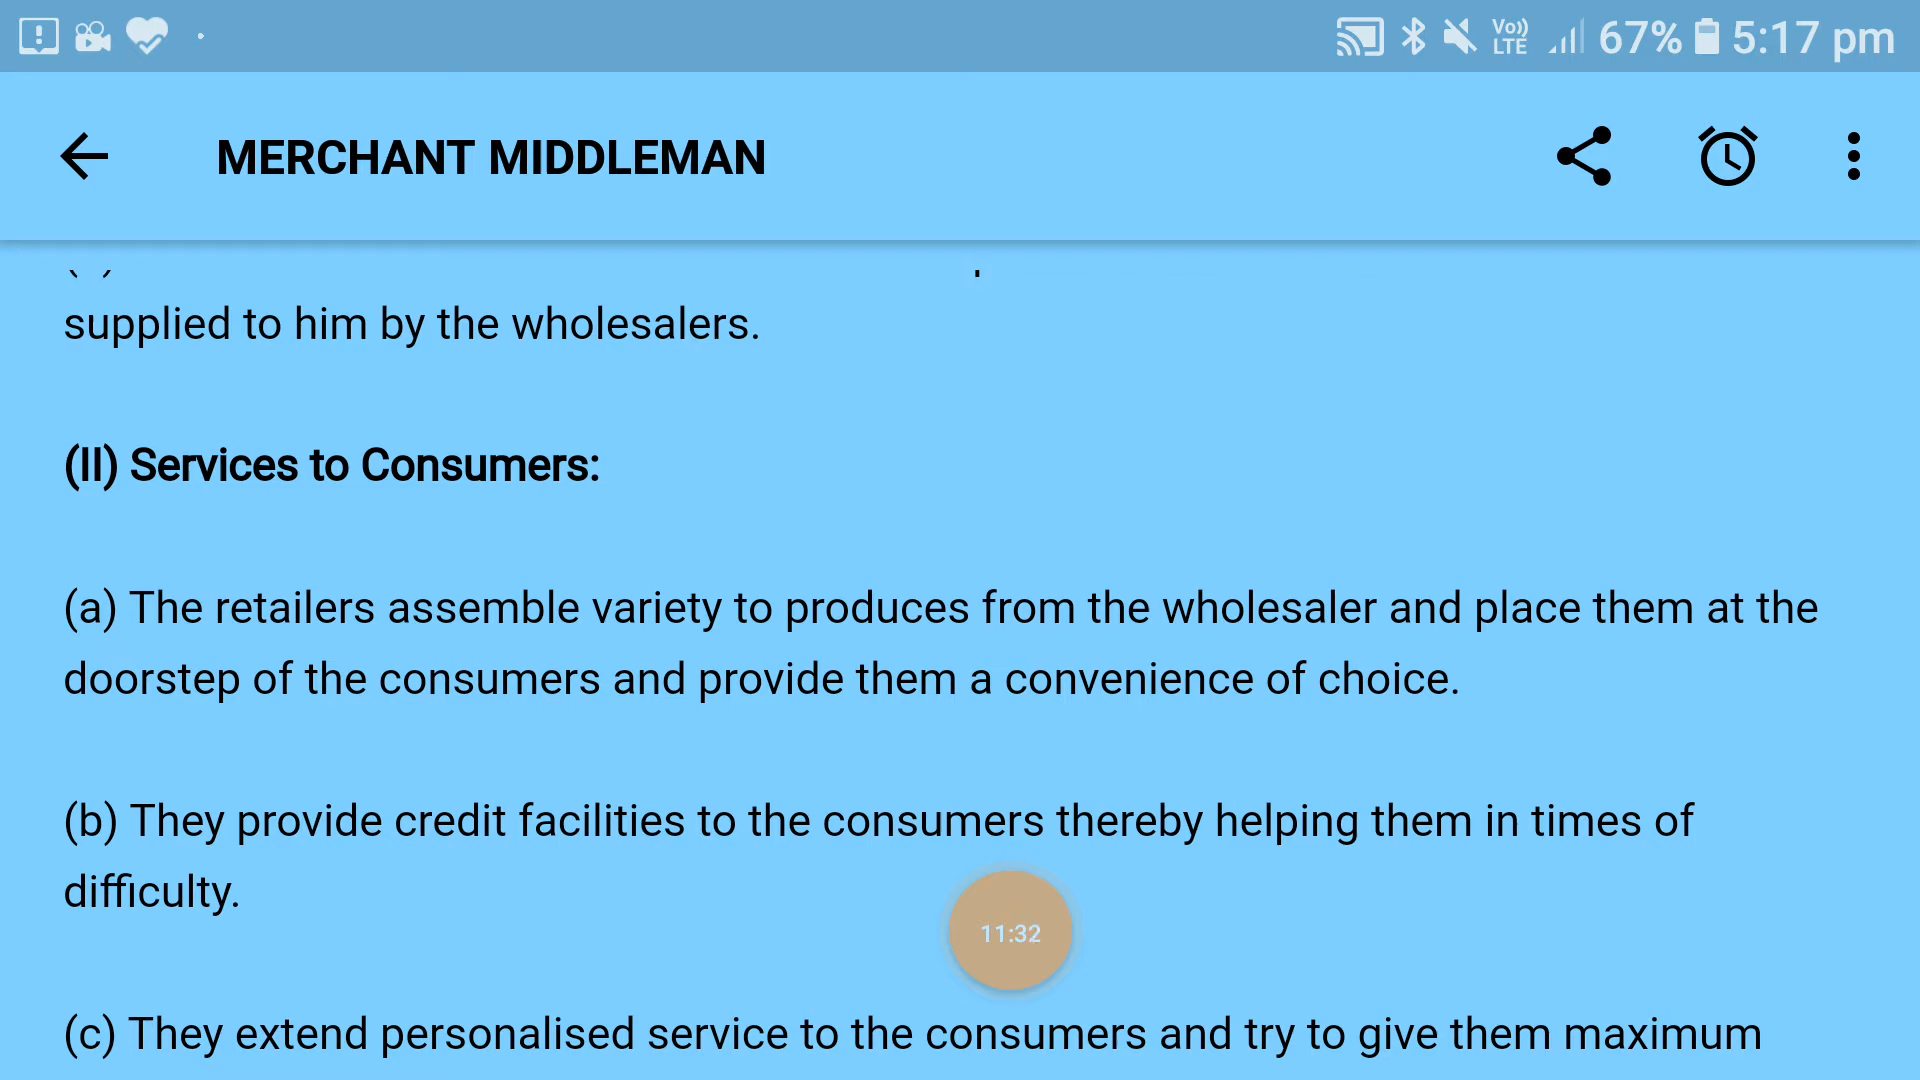 Vo)) LTE 67% 5:17 pm
MERCHANT MIDDLEMAN
supplied to him by the wholesalers.
(II) Services to Consumers:
(a) The retailers assemble variety to produces from the wholesaler and place them at the
doorstep of the consumers and provide them a convenience of choice.
(b) They provide credit facilities to the consumers thereby helping them in times of
difficulty.
11:32
(c) They extend personalised service to the consumers and try to give them maximum